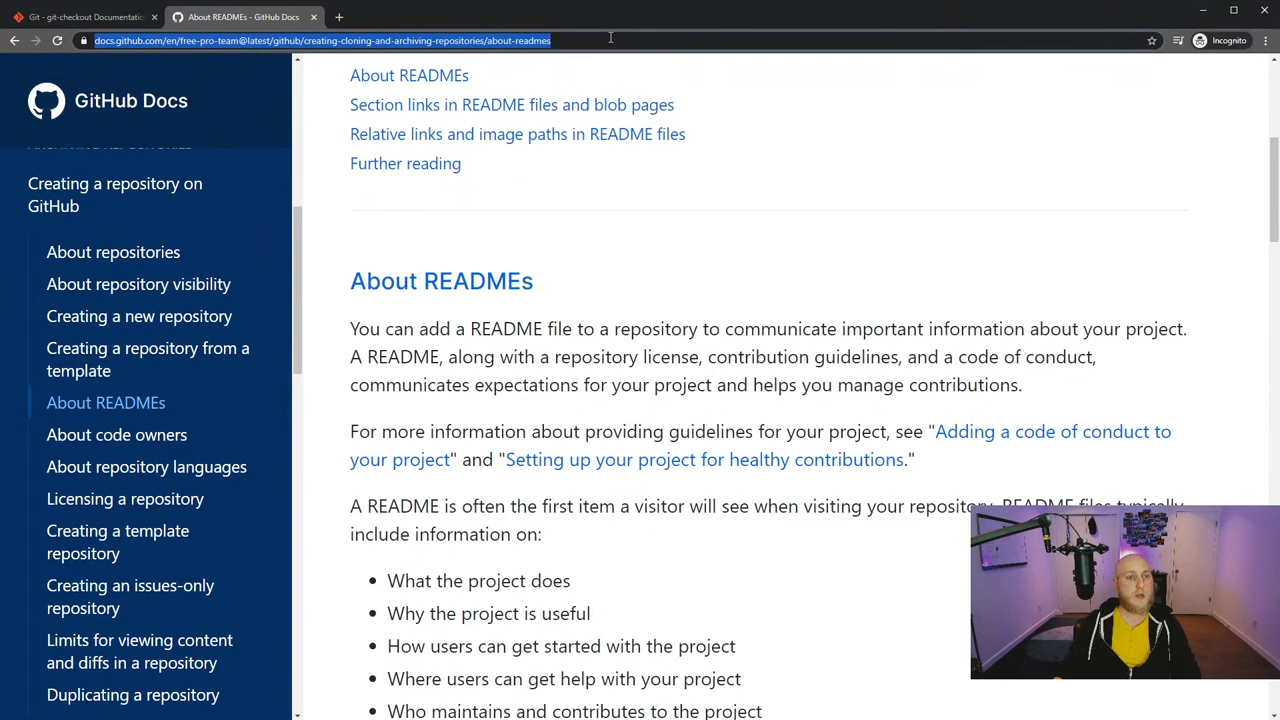 Git - git-checkout Documentatio
About READMEs - GitHub Docs
docs.github.com/en/free-pro-team@latest/github/creating-cloning-and-archiving-repositories/about-readmes
Incognito
GitHub Docs
ARCHIVING REPOSITORIES
Creating a repository on
GitHub
About repositories
About repository visibility
Creating a new repository
Creating a repository from a
template
About READMEs
About code owners
About repository languages
Licensing a repository
Creating a template
repository
Creating an issues-only
repository
Limits for viewing content
and diffs in a repository
Duplicating a repository
About READMEs
Section links in README files and blob pages
Relative links and image paths in README files
Further reading
About READMEs
You can add a README file to a repository to communicate important information about your project.
A README, along with a repository license, contribution guidelines, and a code of conduct,
communicates expectations for your project and helps you manage contributions.
For more information about providing guidelines for your project, see "Adding a code of conduct to
your project" and "Setting up your project for healthy contributions."
A README is often the first item a visitor will see when visiting your repository. README files typically
include information on:
What the project does
Why the project is useful
How users can get started with the project
Where users can get help with your project
Who maintains and contributes to the project